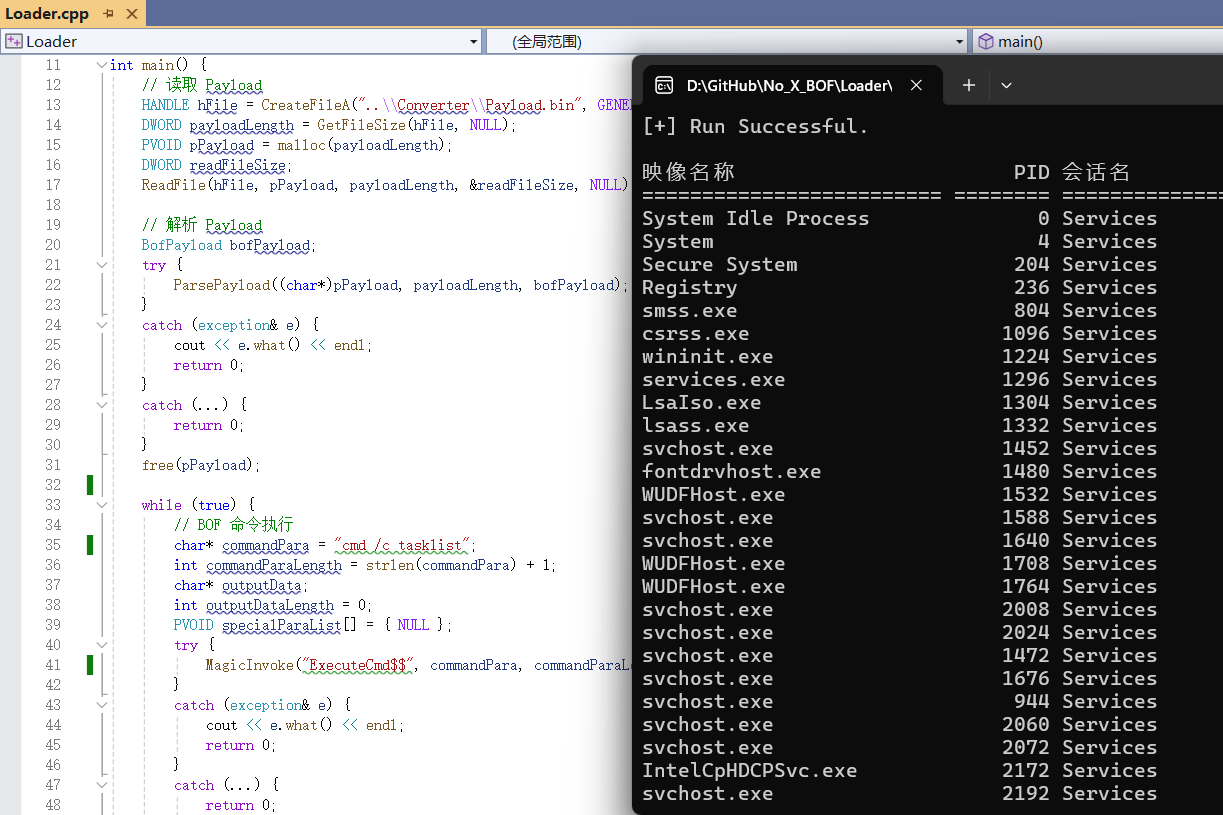 Loader.cpp
Loader
(全局范围)
main()
11 int main() {
12 // 读取 Payload
13 HANDLE hFile = CreateFileA("..\\Converter\\Payload.bin", GENE
14 DWORD payloadLength = GetFileSize(hFile, NULL);
15 PVOID pPayload = malloc(payloadLength);
16 DWORD readFileSize;
17 ReadFile(hFile, pPayload, payloadLength, &readFileSize, NULL)
18
19 // 解析 Payload
20 BofPayload bofPayload;
21 try {
22 ParsePayload((char*)pPayload, payloadLength, bofPayload);
23 }
24 catch (exception& e) {
25 cout << e.what() << endl;
26 return 0;
27 }
28 catch (...) {
29 return 0;
30 }
31 free(pPayload);
32
33 while (true) {
34 // BOF 命令执行
35 char* commandPara = "cmd /c tasklist";
36 int commandParaLength = strlen(commandPara) + 1;
37 char* outputData;
38 int outputDataLength = 0;
39 PVOID specialParaList[] = { NULL };
40 try {
41 MagicInvoke("ExecuteCmd$$", commandPara, commandParaL
42 }
43 catch (exception& e) {
44 cout << e.what() << endl;
45 return 0;
46 }
47 catch (...) {
48 return 0;
D:\GitHub\No_X_BOF\Loader\
[+] Run Successful.
映像名称 PID 会话名
========================= ======== ==============
System Idle Process 0 Services
System 4 Services
Secure System 204 Services
Registry 236 Services
smss.exe 804 Services
csrss.exe 1096 Services
wininit.exe 1224 Services
services.exe 1296 Services
LsaIso.exe 1304 Services
lsass.exe 1332 Services
svchost.exe 1452 Services
fontdrvhost.exe 1480 Services
WUDFHost.exe 1532 Services
svchost.exe 1588 Services
svchost.exe 1640 Services
WUDFHost.exe 1708 Services
WUDFHost.exe 1764 Services
svchost.exe 2008 Services
svchost.exe 2024 Services
svchost.exe 1472 Services
svchost.exe 1676 Services
svchost.exe 944 Services
svchost.exe 2060 Services
svchost.exe 2072 Services
IntelCpHDCPSvc.exe 2172 Services
svchost.exe 2192 Services